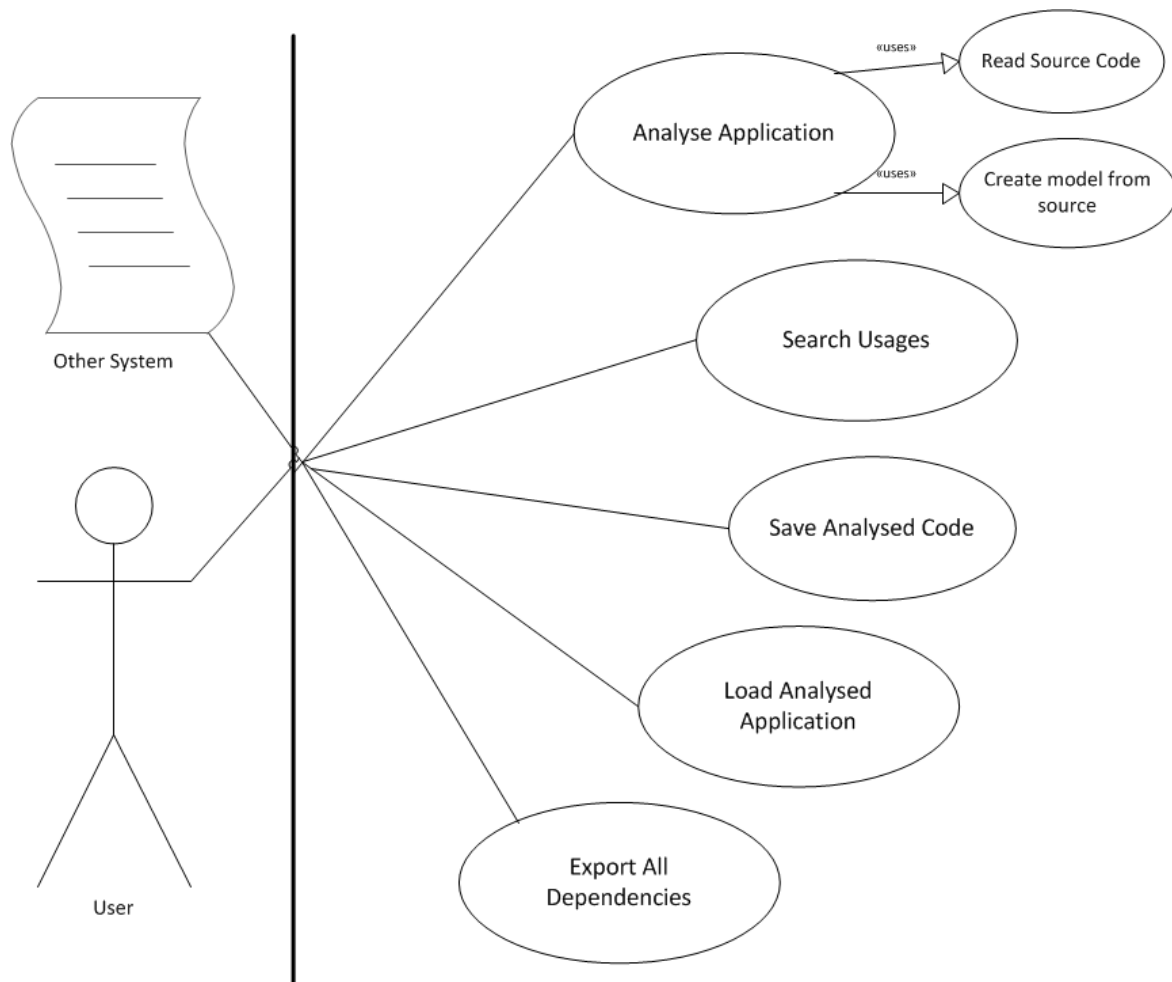 «uses»
Read Source Code
Analyse Application
«uses»
Create model from
source
Search Usages
Other System
Save Analysed Code
Load Analysed
Application
Export All
Dependencies
User